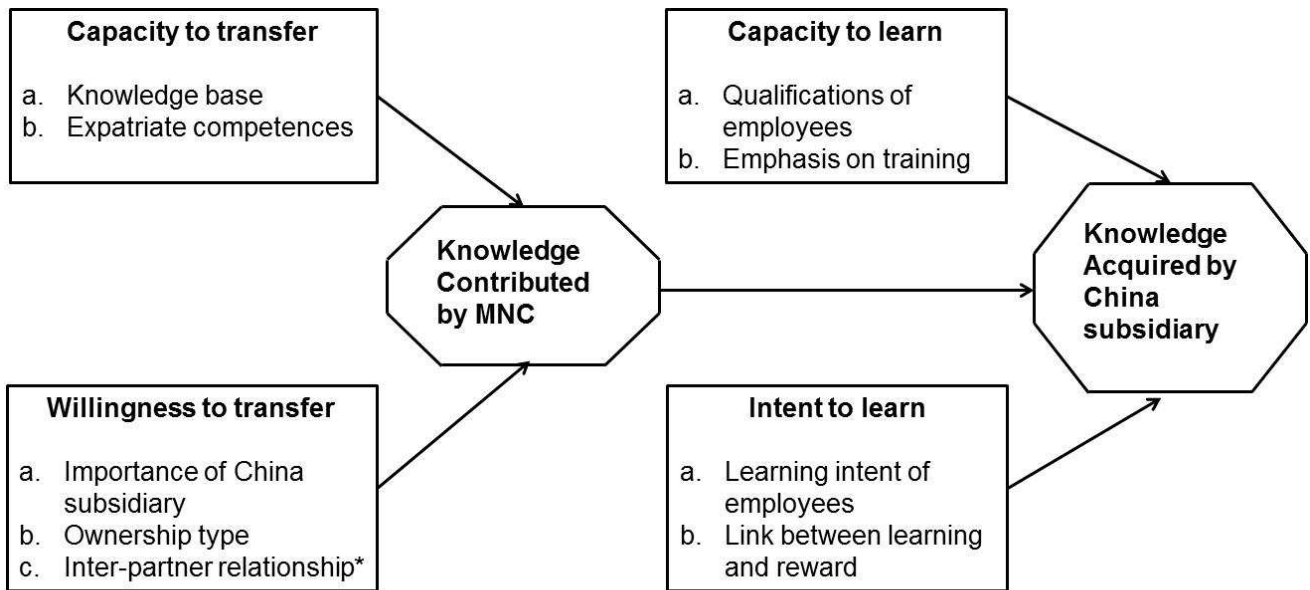 Capacity to transfer
a. Knowledge base
b. Expatriate competences
Capacity to learn
a. Qualifications of
employees
b. Emphasis on training
Knowledge
Contributed
by MNC
Knowledge
Acquired by
China
subsidiary
Willingness to transfer
a. Importance of China
subsidiary
b. Ownership type
c. Inter-partner relationship*
Intent to learn
a. Learning intent of
employees
b. Link between learning
and reward